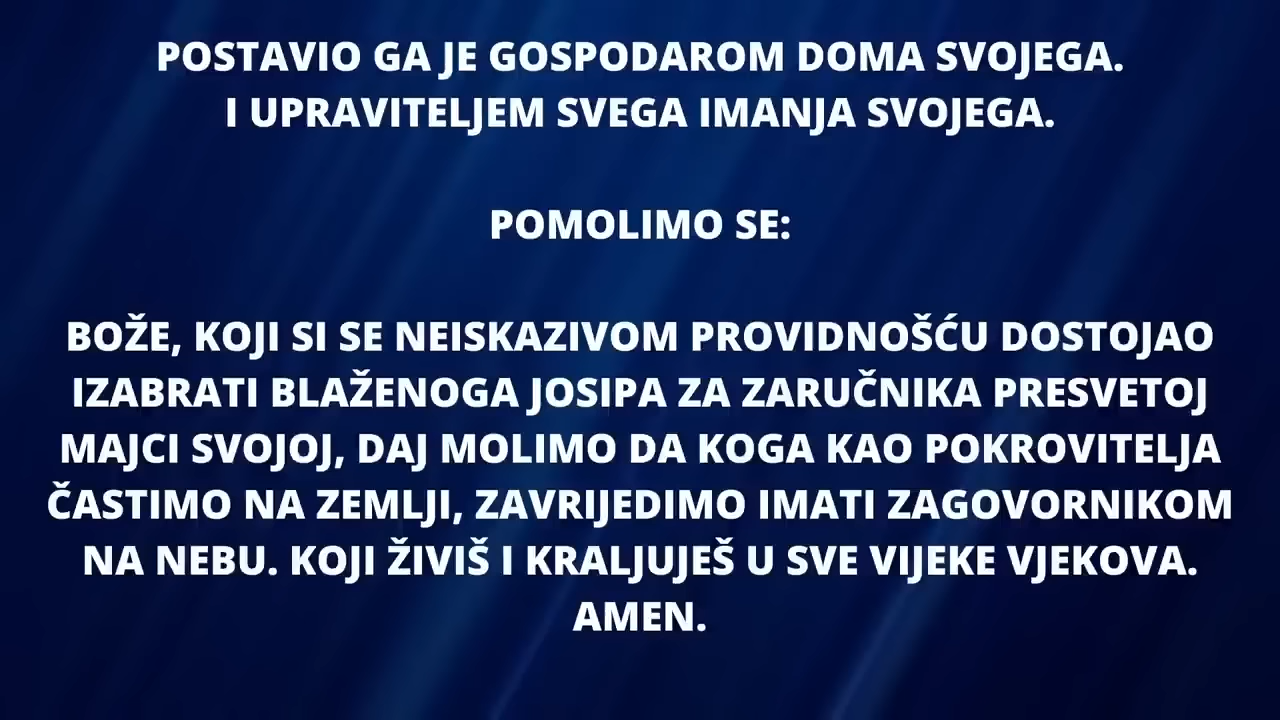 POSTAVIO GA JE GOSPODAROM DOMA SVOJEGA.
I UPRAVITELJEM SVEGA IMANJA SVOJEGA.
POMOLIMO SE:
BOŽE, KOJI SI SE NEISKAZIVOM PROVIDNOŠĆU DOSTOJAO
IZABRATI BLAŽENOGA JOSIPA ZA ZARUČNIKA PRESVETOJ
MAJCI SVOJOJ, DAJ MOLIMO DA KOGA KAO POKROVITELJA
ČASTIMO NA ZEMLJI, ZAVRIJEDIMO IMATI ZAGOVORNIKOM
NA NEBU. KOJI ŽIVIŠ I KRALJUJEŠ U SVE VIJEKE VJEKOVA.
AMEN.